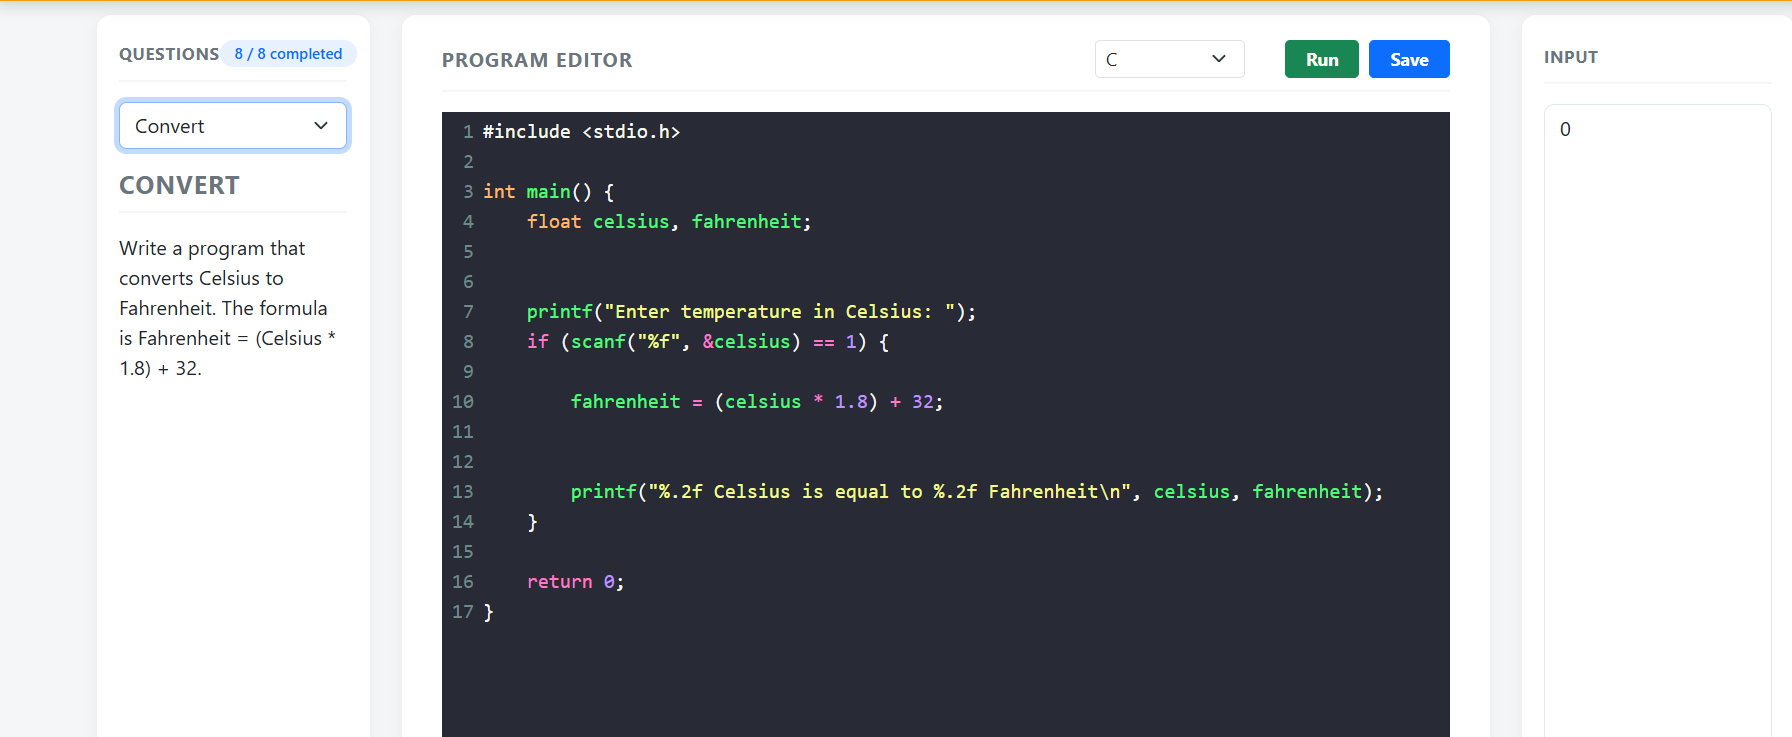 QUESTIONS 8 / 8 completed
Convert
CONVERT
Write a program that
converts Celsius to
Fahrenheit. The formula
is Fahrenheit = (Celsius *
1.8) + 32.
PROGRAM EDITOR
C
Run
Save
1 #include <stdio.h>
2
3 int main() {
4     float celsius, fahrenheit;
5
6
7     printf("Enter temperature in Celsius: ");
8     if (scanf("%f", &celsius) == 1) {
9
10         fahrenheit = (celsius * 1.8) + 32;
11
12
13         printf("%.2f Celsius is equal to %.2f Fahrenheit\n", celsius, fahrenheit);
14     }
15
16     return 0;
17 }
INPUT
0